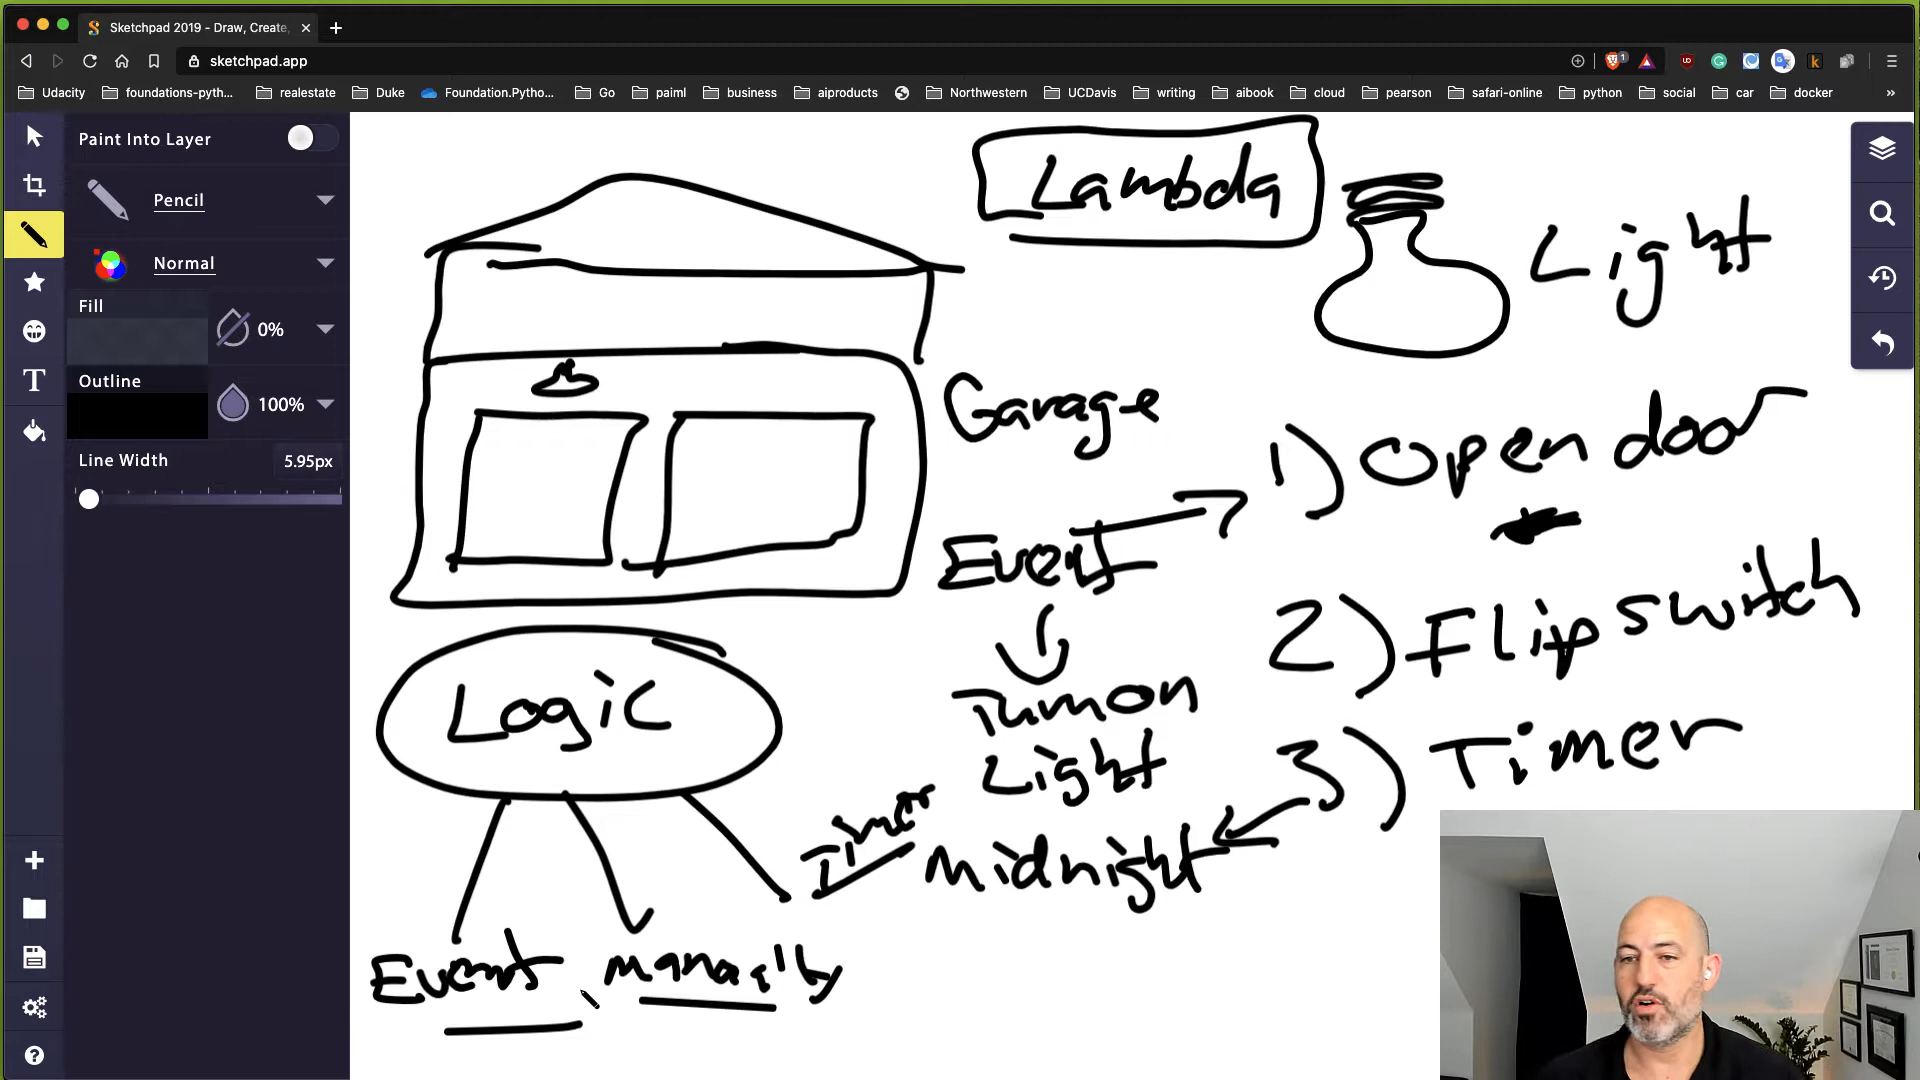 Sketchpad 2019 - Draw, Create,
sketchpad.app
1
Udacity
foundations-pyth...
realestate
Duke
Foundation.Pytho...
Go
paiml
business
aiproducts
Northwestern
UCDavis
writing
aibook
cloud
pearson
safari-online
python
social
car
docker
»
Paint Into Layer
Pencil
Normal
Fill
0%
Outline
100%
Line Width
5.95px
T
Lambda
Light
Garage
Event
1) Open door
2) Flip switch
3) Timer
Turn on
Light
Midnight
Logic
Timer
Event
manually